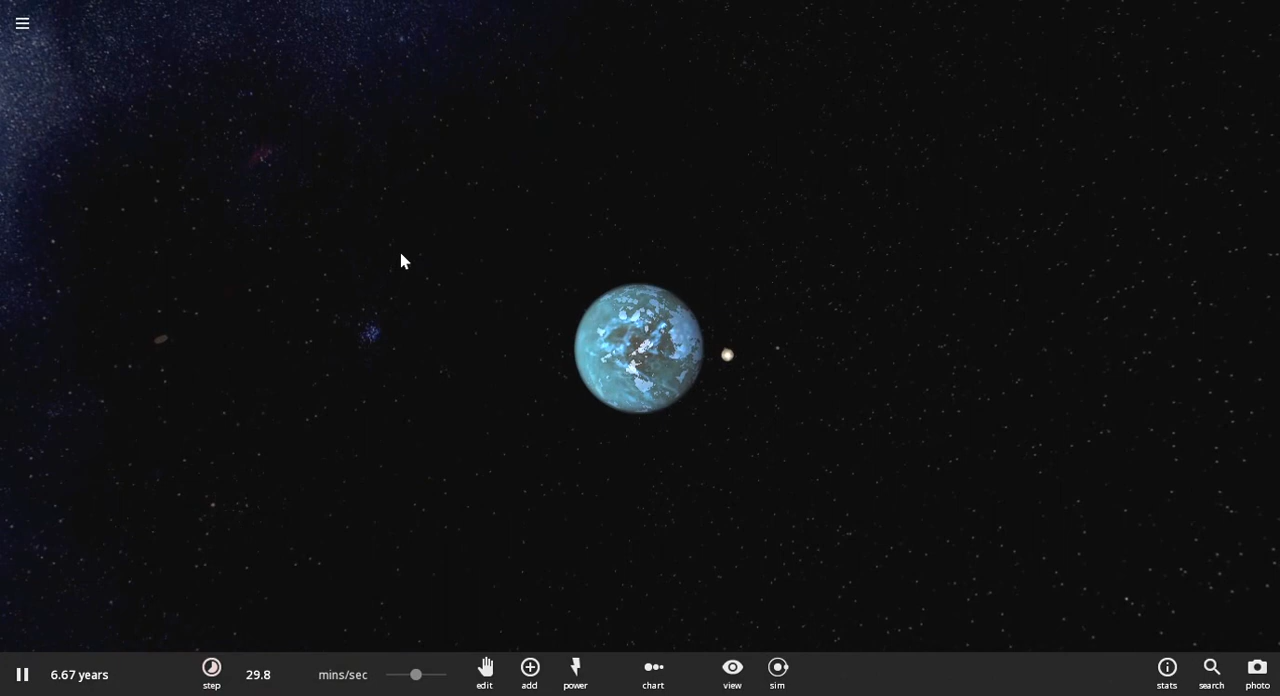 6.67 years
step
29.8 mins/sec
edit
add
power
chart
view
sim
stats
search
photo